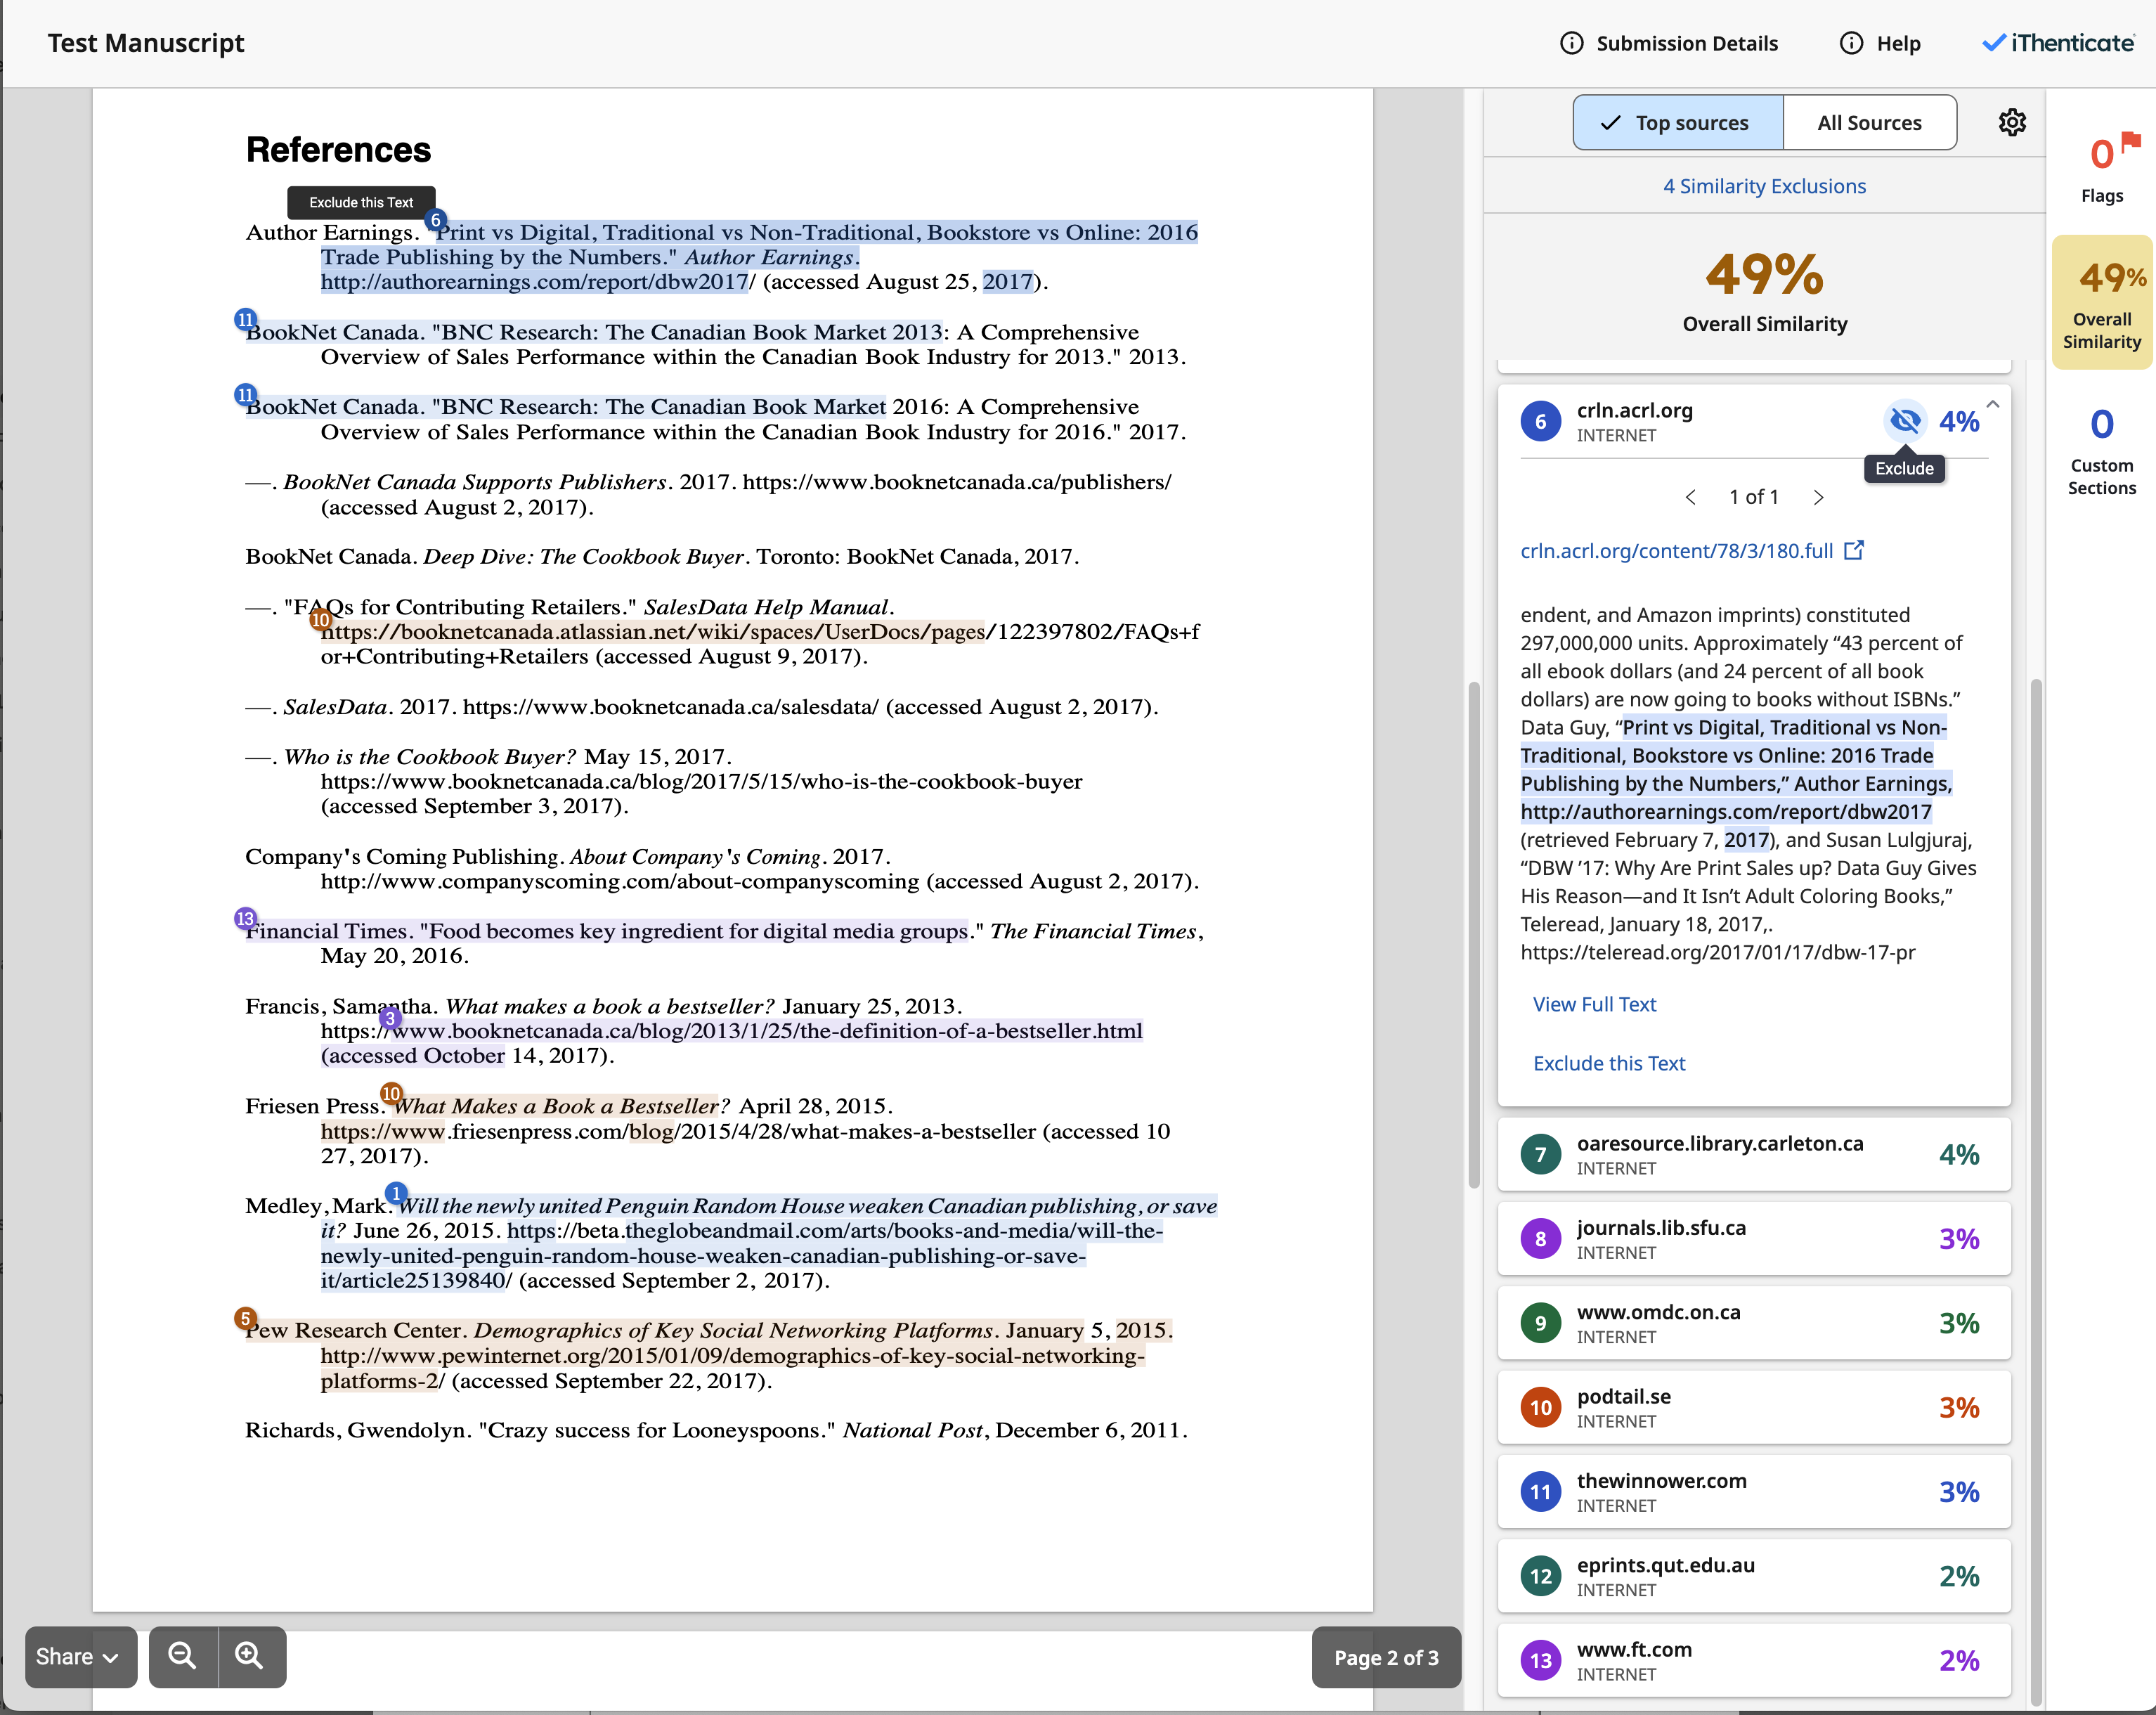 Test Manuscript
Submission Details
Help
iThenticate
References
Exclude this Text
6
Author Earnings. "Print vs Digital, Traditional vs Non-Traditional, Bookstore vs Online: 2016
Trade Publishing by the Numbers." Author Earnings.
http://authorearnings.com/report/dbw2017/ (accessed August 25, 2017).
11
BookNet Canada. "BNC Research: The Canadian Book Market 2013: A Comprehensive
Overview of Sales Performance within the Canadian Book Industry for 2013." 2013.
11
BookNet Canada. "BNC Research: The Canadian Book Market 2016: A Comprehensive
Overview of Sales Performance within the Canadian Book Industry for 2016." 2017.
—. BookNet Canada Supports Publishers. 2017. https://www.booknetcanada.ca/publishers/
(accessed August 2, 2017).
BookNet Canada. Deep Dive: The Cookbook Buyer. Toronto: BookNet Canada, 2017.
—. "FAQs for Contributing Retailers." SalesData Help Manual.
10
https://booknetcanada.atlassian.net/wiki/spaces/UserDocs/pages/122397802/FAQs+f
or+Contributing+Retailers (accessed August 9, 2017).
—. SalesData. 2017. https://www.booknetcanada.ca/salesdata/ (accessed August 2, 2017).
—. Who is the Cookbook Buyer? May 15, 2017.
https://www.booknetcanada.ca/blog/2017/5/15/who-is-the-cookbook-buyer
(accessed September 3, 2017).
Company's Coming Publishing. About Company's Coming. 2017.
http://www.companyscoming.com/about-companyscoming (accessed August 2, 2017).
13
Financial Times. "Food becomes key ingredient for digital media groups." The Financial Times,
May 20, 2016.
Francis, Samantha. What makes a book a bestseller? January 25, 2013.
3
https://www.booknetcanada.ca/blog/2013/1/25/the-definition-of-a-bestseller.html
(accessed October 14, 2017).
10
Friesen Press. What Makes a Book a Bestseller? April 28, 2015.
https://www.friesenpress.com/blog/2015/4/28/what-makes-a-bestseller (accessed 10
27, 2017).
1
Medley, Mark. Will the newly united Penguin Random House weaken Canadian publishing, or save
it? June 26, 2015. https://beta.theglobeandmail.com/arts/books-and-media/will-the-
newly-united-penguin-random-house-weaken-canadian-publishing-or-save-
it/article25139840/ (accessed September 2, 2017).
5
Pew Research Center. Demographics of Key Social Networking Platforms. January 5, 2015.
http://www.pewinternet.org/2015/01/09/demographics-of-key-social-networking-
platforms-2/ (accessed September 22, 2017).
Richards, Gwendolyn. "Crazy success for Looneyspoons." National Post, December 6, 2011.
Share
Page 2 of 3
Top sources
All Sources
4 Similarity Exclusions
49%
Overall Similarity
6
crln.acrl.org
INTERNET
4%
Exclude
1 of 1
crln.acrl.org/content/78/3/180.full
endent, and Amazon imprints) constituted
297,000,000 units. Approximately “43 percent of
all ebook dollars (and 24 percent of all book
dollars) are now going to books without ISBNs.”
Data Guy, “Print vs Digital, Traditional vs Non-
Traditional, Bookstore vs Online: 2016 Trade
Publishing by the Numbers,” Author Earnings,
http://authorearnings.com/report/dbw2017
(retrieved February 7, 2017), and Susan Lulgjuraj,
“DBW ’17: Why Are Print Sales up? Data Guy Gives
His Reason—and It Isn’t Adult Coloring Books,”
Teleread, January 18, 2017,.
https://teleread.org/2017/01/17/dbw-17-pr
View Full Text
Exclude this Text
7
oaresource.library.carleton.ca
INTERNET
4%
8
journals.lib.sfu.ca
INTERNET
3%
9
www.omdc.on.ca
INTERNET
3%
10
podtail.se
INTERNET
3%
11
thewinnower.com
INTERNET
3%
12
eprints.qut.edu.au
INTERNET
2%
13
www.ft.com
INTERNET
2%
0
Flags
49%
Overall
Similarity
0
Custom
Sections